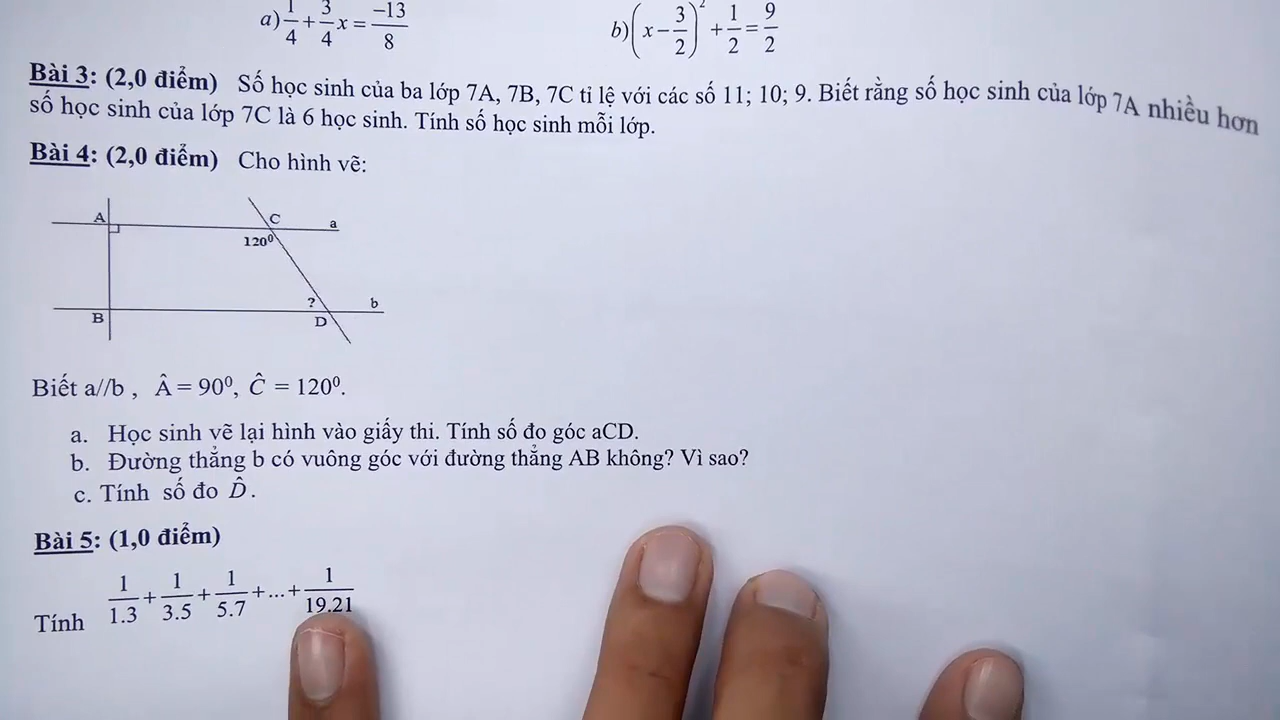 a) 1/4 + 3/4 x = -13/8
b) (x - 3/2)² + 1/2 = 9/2
Bài 3: (2,0 điểm) Số học sinh của ba lớp 7A, 7B, 7C tỉ lệ với các số 11; 10; 9. Biết rằng số học sinh của lớp 7A nhiều hơn
số học sinh của lớp 7C là 6 học sinh. Tính số học sinh mỗi lớp.
Bài 4: (2,0 điểm) Cho hình vẽ:
A C a
120⁰
? b
B D
Biết a//b , Â = 90⁰, Ĉ = 120⁰.
a. Học sinh vẽ lại hình vào giấy thi. Tính số đo góc aCD.
b. Đường thẳng b có vuông góc với đường thẳng AB không? Vì sao?
c. Tính số đo D̂.
Bài 5: (1,0 điểm)
Tính 1/1.3 + 1/3.5 + 1/5.7 + ... + 1/19.21